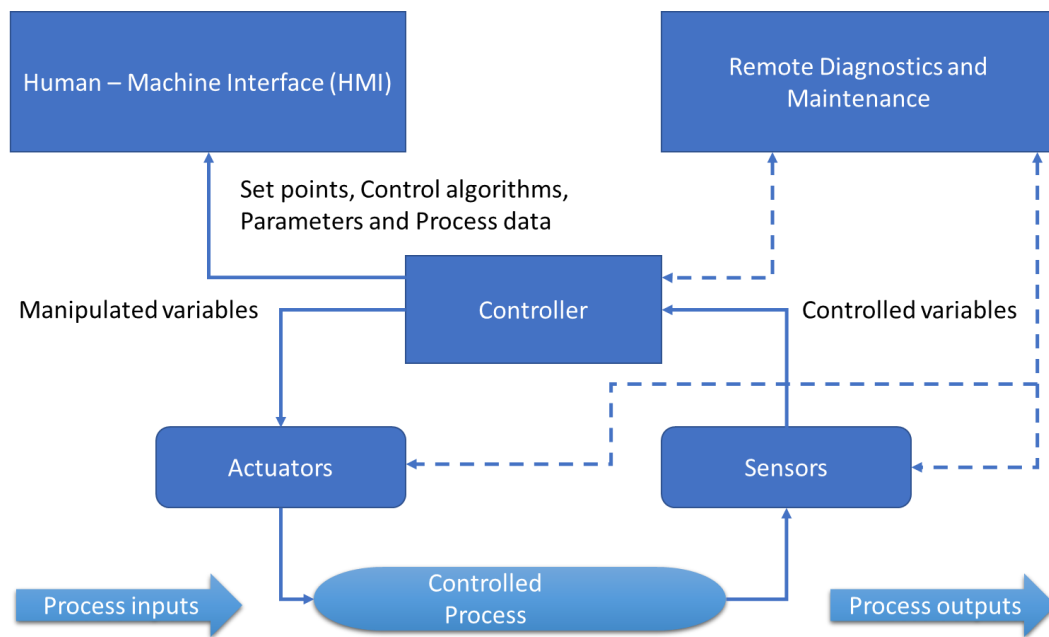 Human – Machine Interface (HMI)
Remote Diagnostics and
Maintenance
Set points, Control algorithms,
Parameters and Process data
Manipulated variables
Controller
Controlled variables
Actuators
Sensors
Process inputs
Controlled
Process
Process outputs